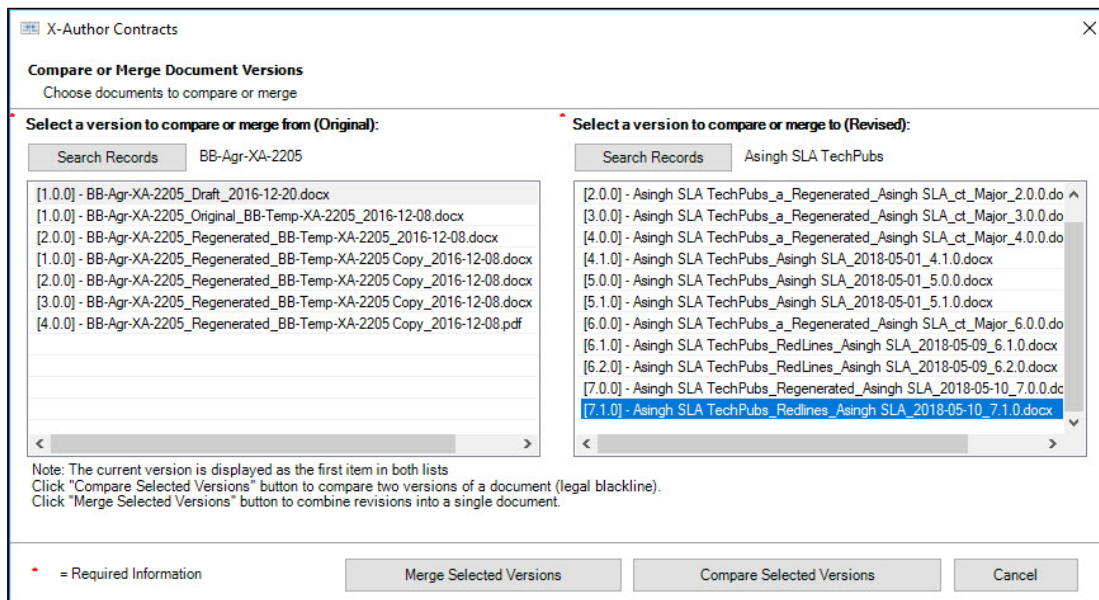 X-Author Contracts
Compare or Merge Document Versions
Choose documents to compare or merge
* Select a version to compare or merge from (Original):
Search Records BB-Agr-XA-2205
[1.0.0] - BB-Agr-XA-2205_Draft_2016-12-20.docx
[1.0.0] - BB-Agr-XA-2205_Original_BB-Temp-XA-2205_2016-12-08.docx
[2.0.0] - BB-Agr-XA-2205_Regenerated_BB-Temp-XA-2205_2016-12-08.docx
[1.0.0] - BB-Agr-XA-2205_Regenerated_BB-Temp-XA-2205 Copy_2016-12-08.docx
[2.0.0] - BB-Agr-XA-2205_Regenerated_BB-Temp-XA-2205 Copy_2016-12-08.docx
[3.0.0] - BB-Agr-XA-2205_Regenerated_BB-Temp-XA-2205 Copy_2016-12-08.docx
[4.0.0] - BB-Agr-XA-2205_Regenerated_BB-Temp-XA-2205 Copy_2016-12-08.pdf
* Select a version to compare or merge to (Revised):
Search Records Asingh SLA TechPubs
[2.0.0] - Asingh SLA TechPubs_a_Regenerated_Asingh SLA_ct_Major_2.0.0.do
[3.0.0] - Asingh SLA TechPubs_a_Regenerated_Asingh SLA_ct_Major_3.0.0.do
[4.0.0] - Asingh SLA TechPubs_a_Regenerated_Asingh SLA_ct_Major_4.0.0.do
[4.1.0] - Asingh SLA TechPubs_Asingh SLA_2018-05-01_4.1.0.docx
[5.0.0] - Asingh SLA TechPubs_Asingh SLA_2018-05-01_5.0.0.docx
[5.1.0] - Asingh SLA TechPubs_Asingh SLA_2018-05-01_5.1.0.docx
[6.0.0] - Asingh SLA TechPubs_a_Regenerated_Asingh SLA_ct_Major_6.0.0.do
[6.1.0] - Asingh SLA TechPubs_RedLines_Asingh SLA_2018-05-09_6.1.0.docx
[6.2.0] - Asingh SLA TechPubs_RedLines_Asingh SLA_2018-05-09_6.2.0.docx
[7.0.0] - Asingh SLA TechPubs_Regenerated_Asingh SLA_2018-05-10_7.0.0.dc
[7.1.0] - Asingh SLA TechPubs_Redlines_Asingh SLA_2018-05-10_7.1.0.docx
Note: The current version is displayed as the first item in both lists
Click "Compare Selected Versions" button to compare two versions of a document (legal blackline).
Click "Merge Selected Versions" button to combine revisions into a single document.
* = Required Information
Merge Selected Versions
Compare Selected Versions
Cancel